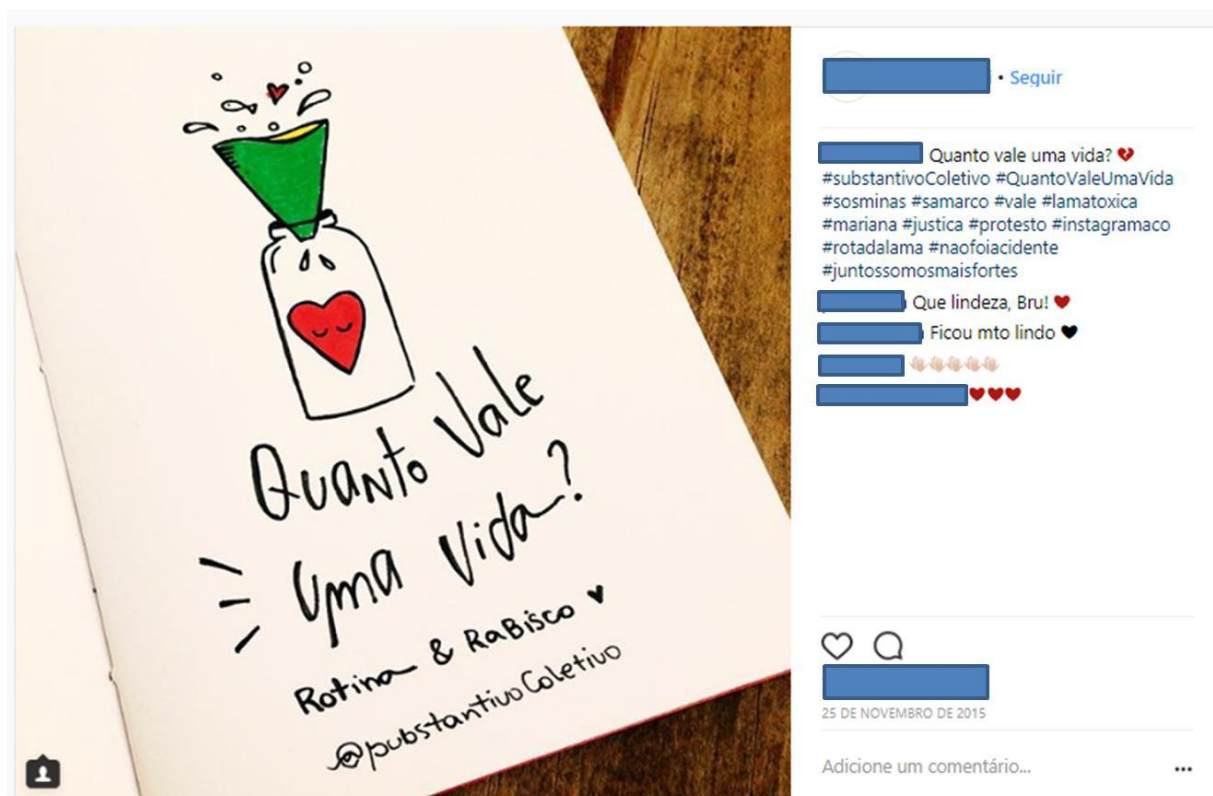 Quanto Vale
uma vida?
Rotina & Rabisco
@substantivoColetivo
• Seguir
Quanto vale uma vida? 💔
#substantivoColetivo #QuantoValeUmaVida
#sosminas #samarco #vale #lamatoxica
#mariana #justica #protesto #instagramaco
#rotadalama #naofoiacidente
#juntossomosmaisfortes
Que lindeza, Bru! ❤
Ficou mto lindo 🖤
👏🏻👏🏻👏🏻👏🏻👏🏻
❤❤❤
25 DE NOVEMBRO DE 2015
Adicione um comentário...